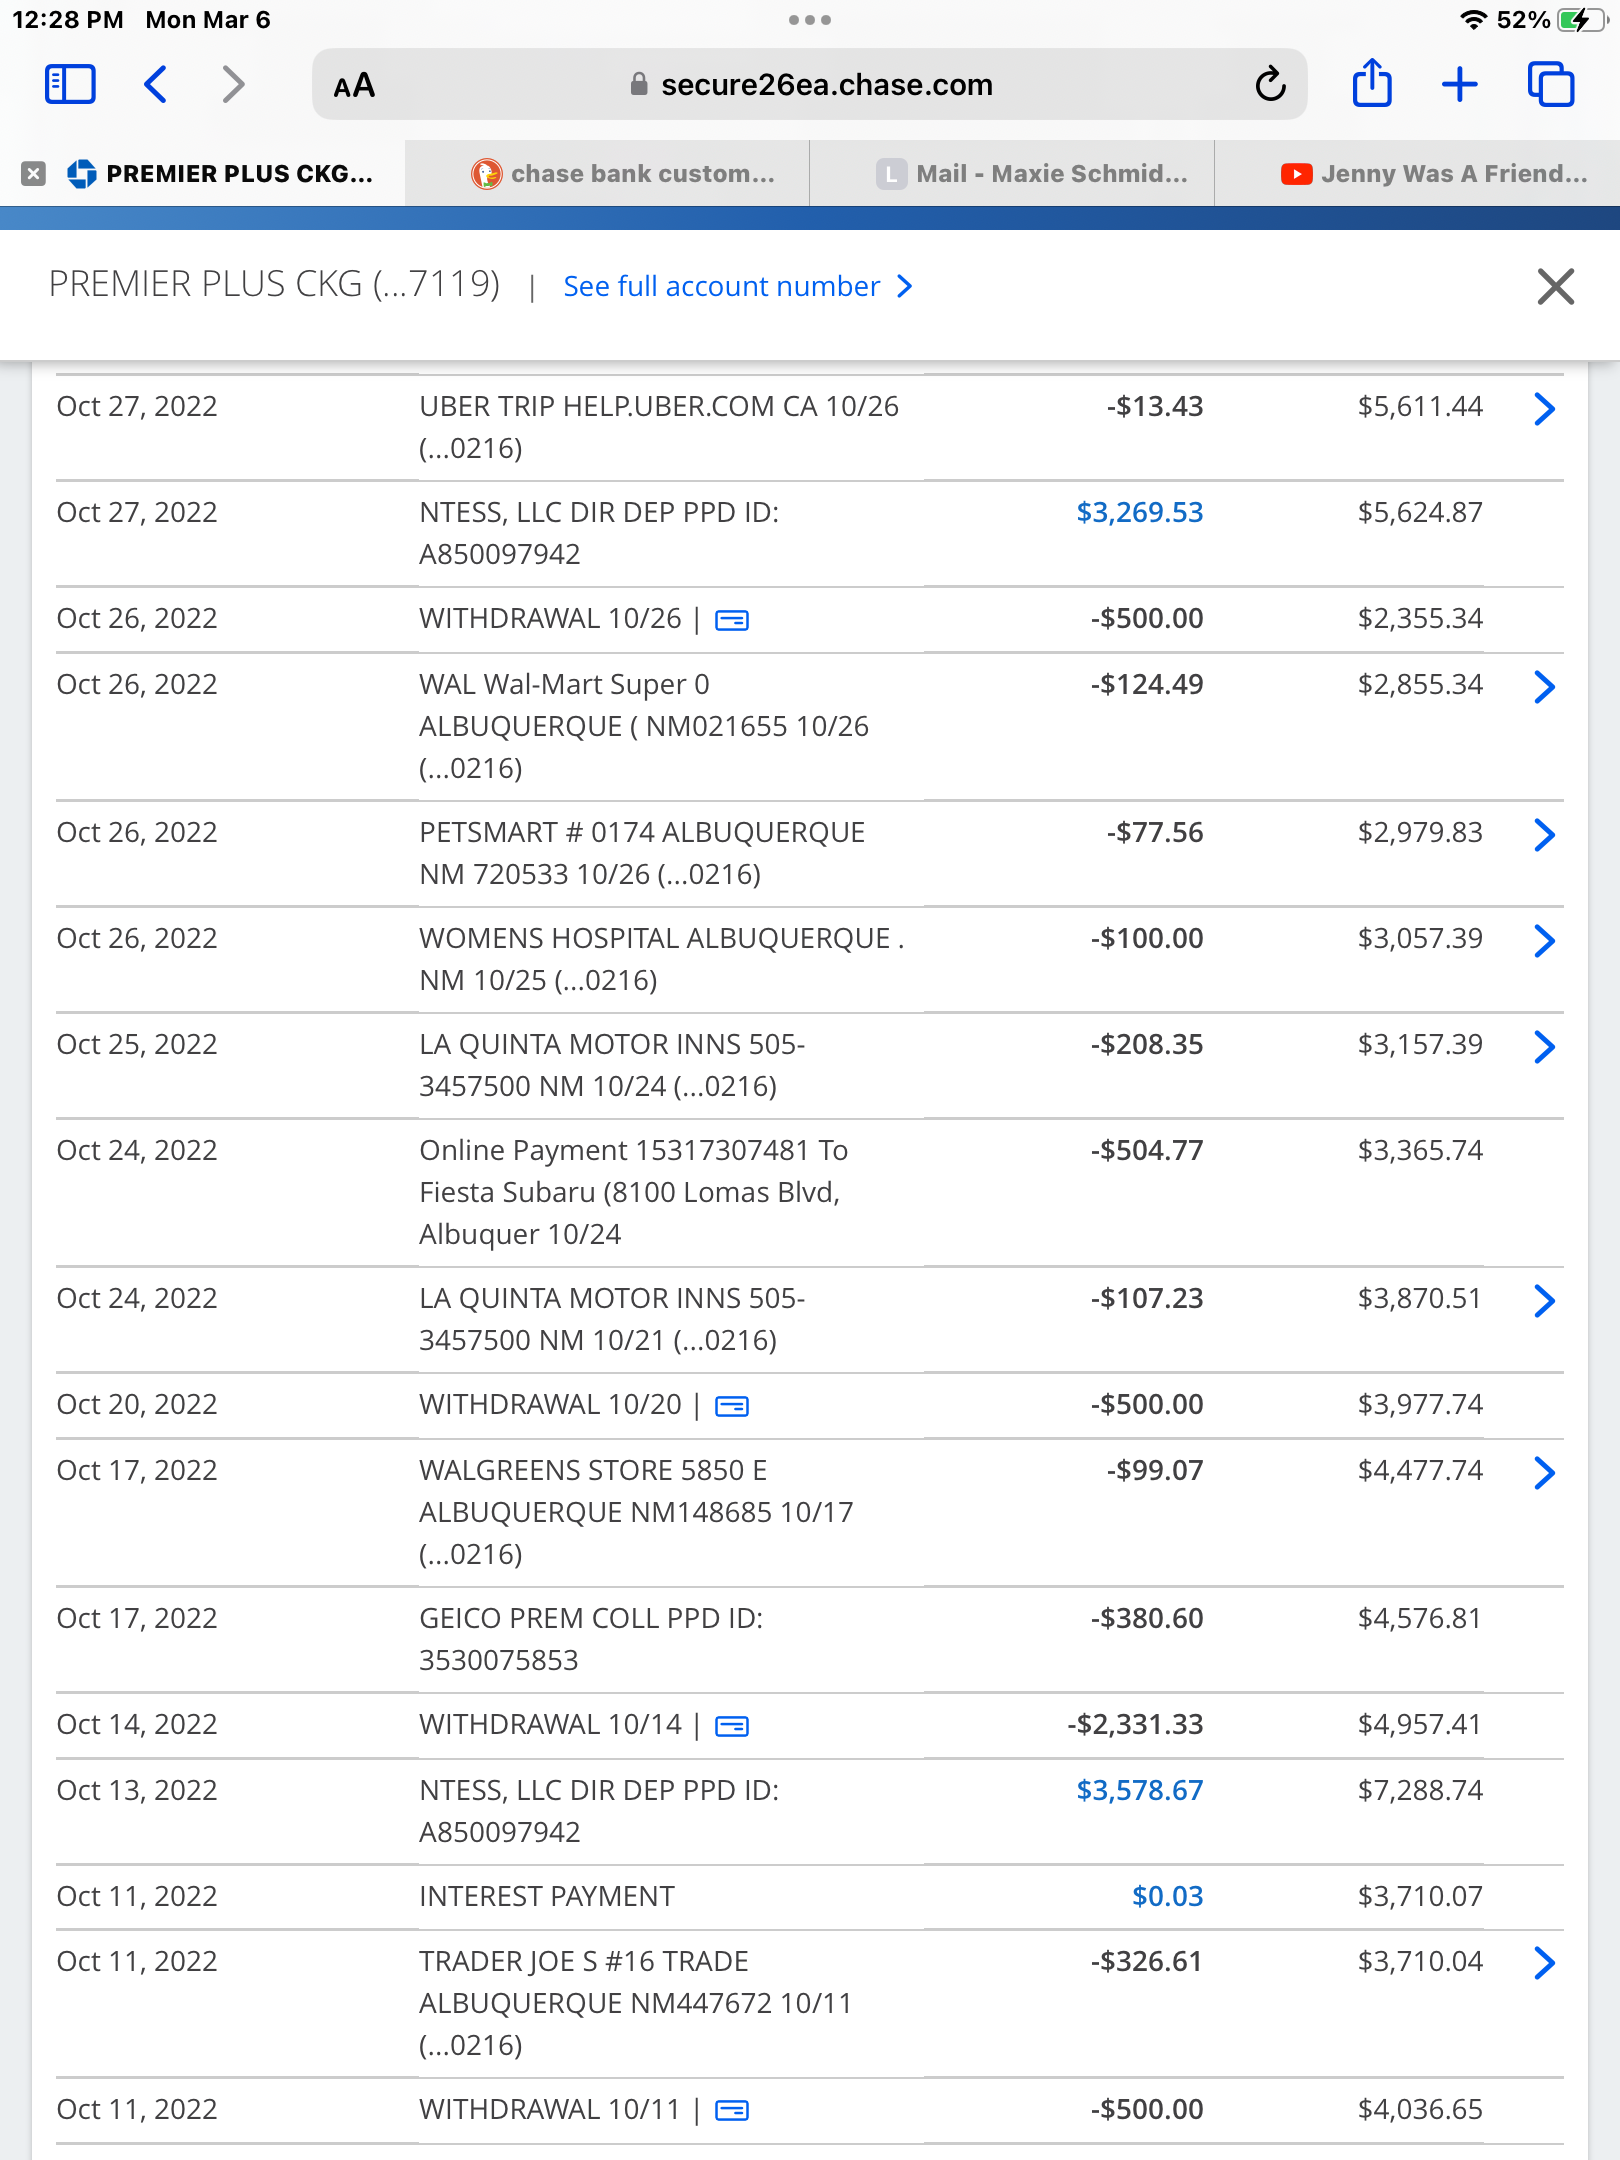 12:28 PM Mon Mar 6
52%
AA
secure26ea.chase.com
PREMIER PLUS CKG...
chase bank custom...
L
Mail - Maxie Schmid...
Jenny Was A Friend...
PREMIER PLUS CKG (...7119) | See full account number
Oct 27, 2022 UBER TRIP HELP.UBER.COM CA 10/26 -$13.43 $5,611.44
(...0216)
Oct 27, 2022 NTESS, LLC DIR DEP PPD ID: $3,269.53 $5,624.87
A850097942
Oct 26, 2022 WITHDRAWAL 10/26 | -$500.00 $2,355.34
Oct 26, 2022 WAL Wal-Mart Super 0 -$124.49 $2,855.34
ALBUQUERQUE ( NM021655 10/26
(...0216)
Oct 26, 2022 PETSMART # 0174 ALBUQUERQUE -$77.56 $2,979.83
NM 720533 10/26 (...0216)
Oct 26, 2022 WOMENS HOSPITAL ALBUQUERQUE . -$100.00 $3,057.39
NM 10/25 (...0216)
Oct 25, 2022 LA QUINTA MOTOR INNS 505- -$208.35 $3,157.39
3457500 NM 10/24 (...0216)
Oct 24, 2022 Online Payment 15317307481 To -$504.77 $3,365.74
Fiesta Subaru (8100 Lomas Blvd,
Albuquer 10/24
Oct 24, 2022 LA QUINTA MOTOR INNS 505- -$107.23 $3,870.51
3457500 NM 10/21 (...0216)
Oct 20, 2022 WITHDRAWAL 10/20 | -$500.00 $3,977.74
Oct 17, 2022 WALGREENS STORE 5850 E -$99.07 $4,477.74
ALBUQUERQUE NM148685 10/17
(...0216)
Oct 17, 2022 GEICO PREM COLL PPD ID: -$380.60 $4,576.81
3530075853
Oct 14, 2022 WITHDRAWAL 10/14 | -$2,331.33 $4,957.41
Oct 13, 2022 NTESS, LLC DIR DEP PPD ID: $3,578.67 $7,288.74
A850097942
Oct 11, 2022 INTEREST PAYMENT $0.03 $3,710.07
Oct 11, 2022 TRADER JOE S #16 TRADE -$326.61 $3,710.04
ALBUQUERQUE NM447672 10/11
(...0216)
Oct 11, 2022 WITHDRAWAL 10/11 | -$500.00 $4,036.65